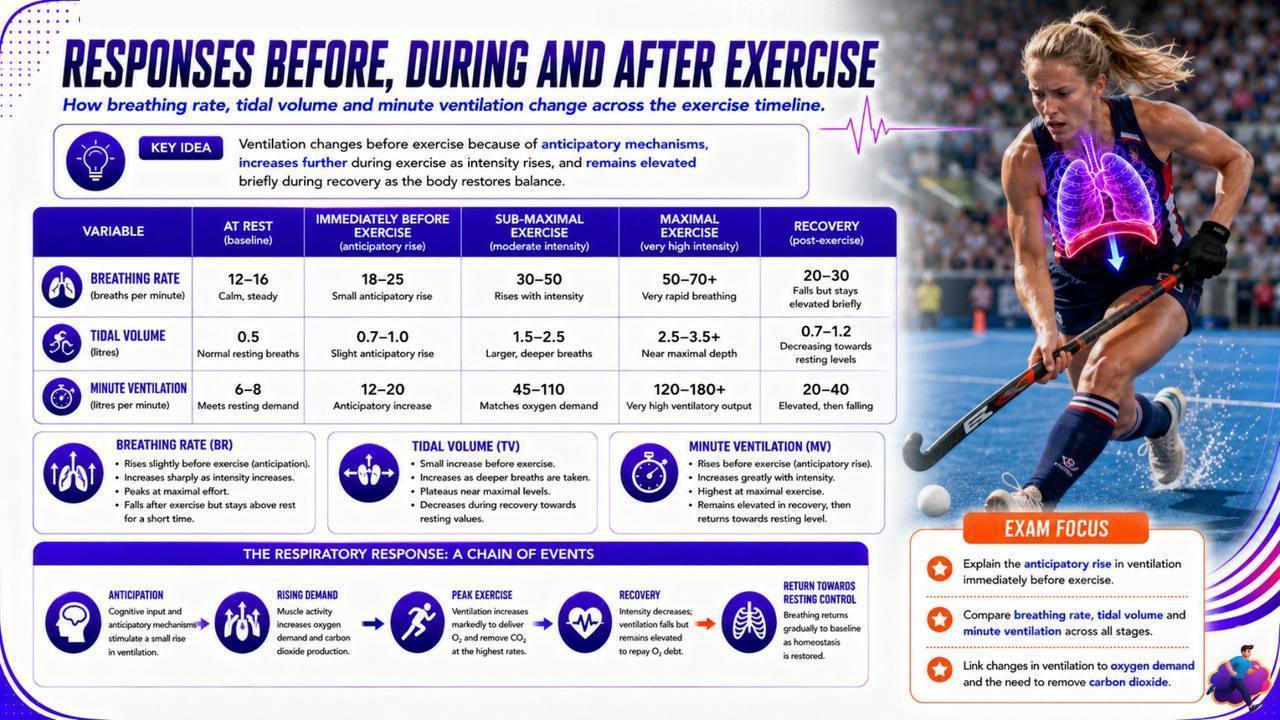 RESPONSES BEFORE, DURING AND AFTER EXERCISE
How breathing rate, tidal volume and minute ventilation change across the exercise timeline.
KEY IDEA
Ventilation changes before exercise because of anticipatory mechanisms,
increases further during exercise as intensity rises, and remains elevated
briefly during recovery as the body restores balance.
VARIABLE
AT REST
(baseline)
IMMEDIATELY BEFORE
EXERCISE
(anticipatory rise)
SUB-MAXIMAL
EXERCISE
(moderate intensity)
MAXIMAL
EXERCISE
(very high intensity)
RECOVERY
(post-exercise)
BREATHING RATE
(breaths per minute)
12–16
Calm, steady
18–25
Small anticipatory rise
30–50
Rises with intensity
50–70+
Very rapid breathing
20–30
Falls but stays
elevated briefly
TIDAL VOLUME
(litres)
0.5
Normal resting breaths
0.7–1.0
Slight anticipatory rise
1.5–2.5
Larger, deeper breaths
2.5–3.5+
Near maximal depth
0.7–1.2
Decreasing towards
resting levels
MINUTE VENTILATION
(litres per minute)
6–8
Meets resting demand
12–20
Anticipatory increase
45–110
Matches oxygen demand
120–180+
Very high ventilatory output
20–40
Elevated, then falling
BREATHING RATE (BR)
• Rises slightly before exercise (anticipation).
• Increases sharply as intensity increases.
• Peaks at maximal effort.
• Falls after exercise but stays above rest
for a short time.
TIDAL VOLUME (TV)
• Small increase before exercise.
• Increases as deeper breaths are taken.
• Plateaus near maximal levels.
• Decreases during recovery towards
resting values.
MINUTE VENTILATION (MV)
• Rises before exercise (anticipatory rise).
• Increases greatly with intensity.
• Highest at maximal exercise.
• Remains elevated in recovery, then
returns towards resting level.
THE RESPIRATORY RESPONSE: A CHAIN OF EVENTS
ANTICIPATION
Cognitive input and
anticipatory mechanisms
stimulate a small rise
in ventilation.
RISING DEMAND
Muscle activity
increases oxygen
demand and carbon
dioxide production.
PEAK EXERCISE
Ventilation increases
markedly to deliver
O₂ and remove CO₂
at the highest rates.
RECOVERY
Intensity decreases;
ventilation falls but
remains elevated
to repay O₂ debt.
RETURN TOWARDS
RESTING CONTROL
Breathing returns
gradually to baseline
as homeostasis
is restored.
EXAM FOCUS
Explain the anticipatory rise in ventilation
immediately before exercise.
Compare breathing rate, tidal volume and
minute ventilation across all stages.
Link changes in ventilation to oxygen demand
and the need to remove carbon dioxide.